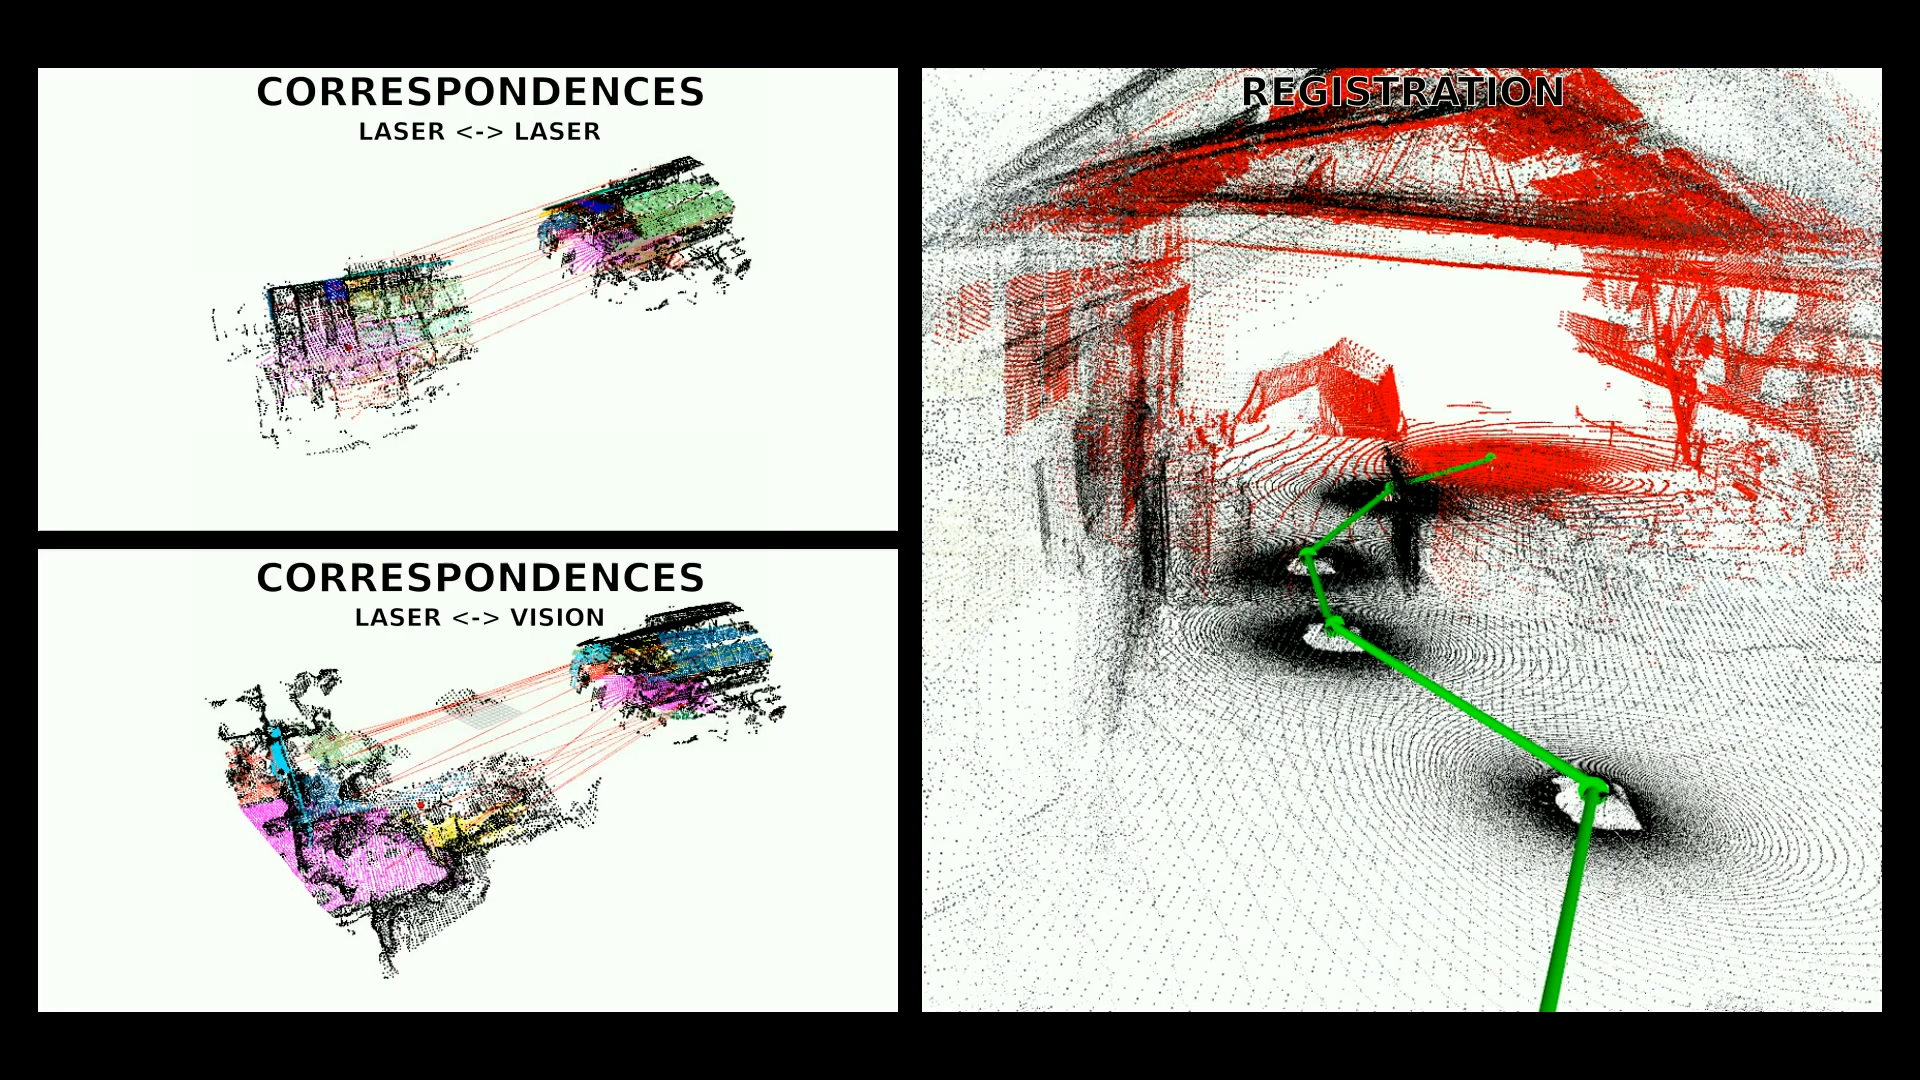 CORRESPONDENCES
LASER <-> LASER
CORRESPONDENCES
LASER <-> VISION
REGISTRATION